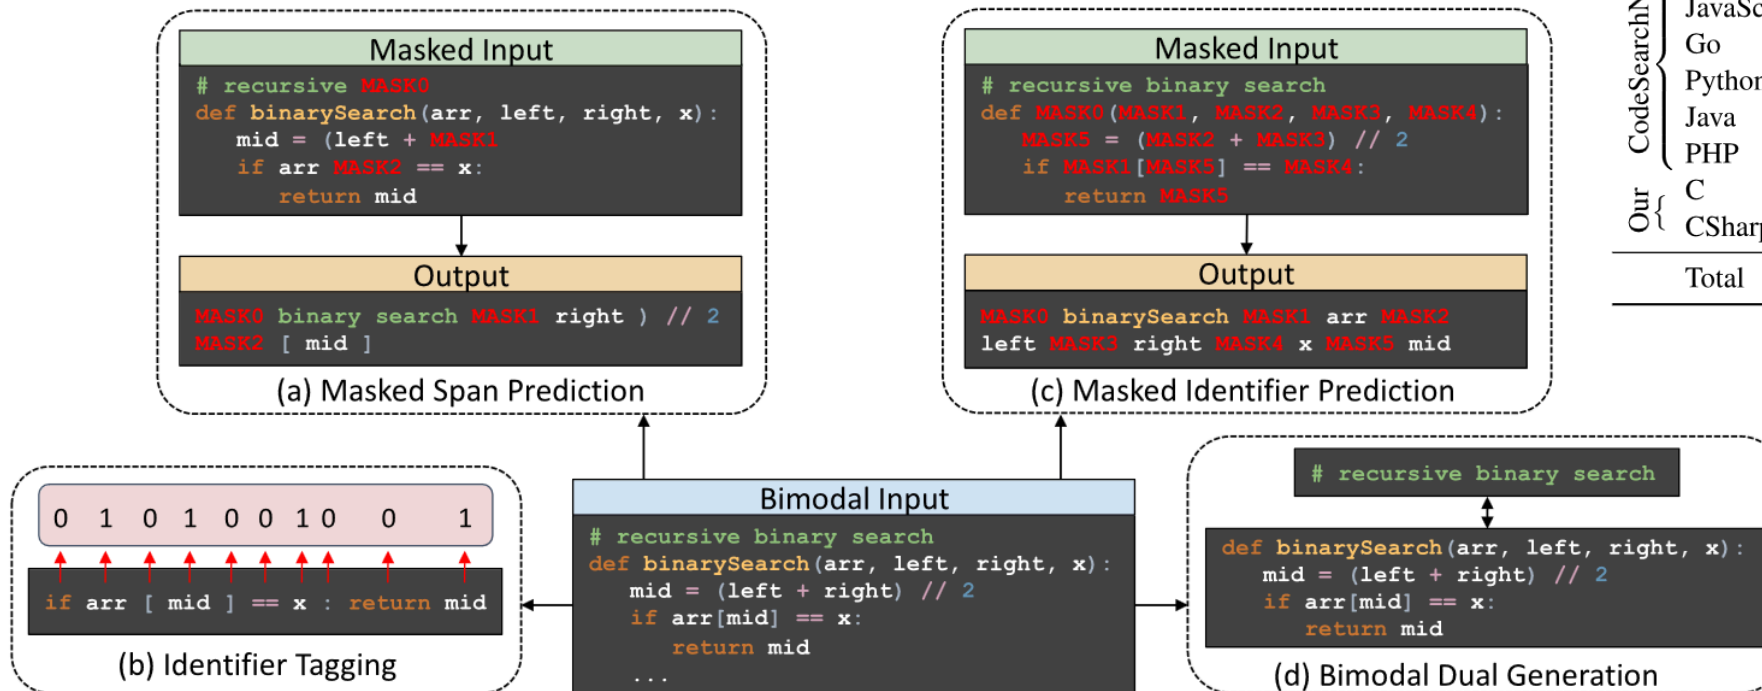 Masked Input
# recursive MASK0
def binarySearch(arr, left, right, x):
mid = (left + MASK1
if arr MASK2 == x:
return mid
Output
MASK0 binary search MASK1 right ) // 2
MASK2 [ mid ]
(a) Masked Span Prediction
Masked Input
# recursive binary search
def MASK0(MASK1, MASK2, MASK3, MASK4):
MASK5 = (MASK2 + MASK3) // 2
if MASK1[MASK5] == MASK4:
return MASK5
Output
MASK0 binarySearch MASK1 arr MASK2
left MASK3 right MASK4 x MASK5 mid
(c) Masked Identifier Prediction
CodeSearchN
JavaSc
Go
Python
Java
PHP
Our {
C
CSharp
Total
0 1 0 1 0 0 1 0 0 1
if arr [ mid ] == x : return mid
(b) Identifier Tagging
Bimodal Input
# recursive binary search
def binarySearch(arr, left, right, x):
mid = (left + right) // 2
if arr[mid] == x:
return mid
...
# recursive binary search
def binarySearch(arr, left, right, x):
mid = (left + right) // 2
if arr[mid] == x:
return mid
(d) Bimodal Dual Generation